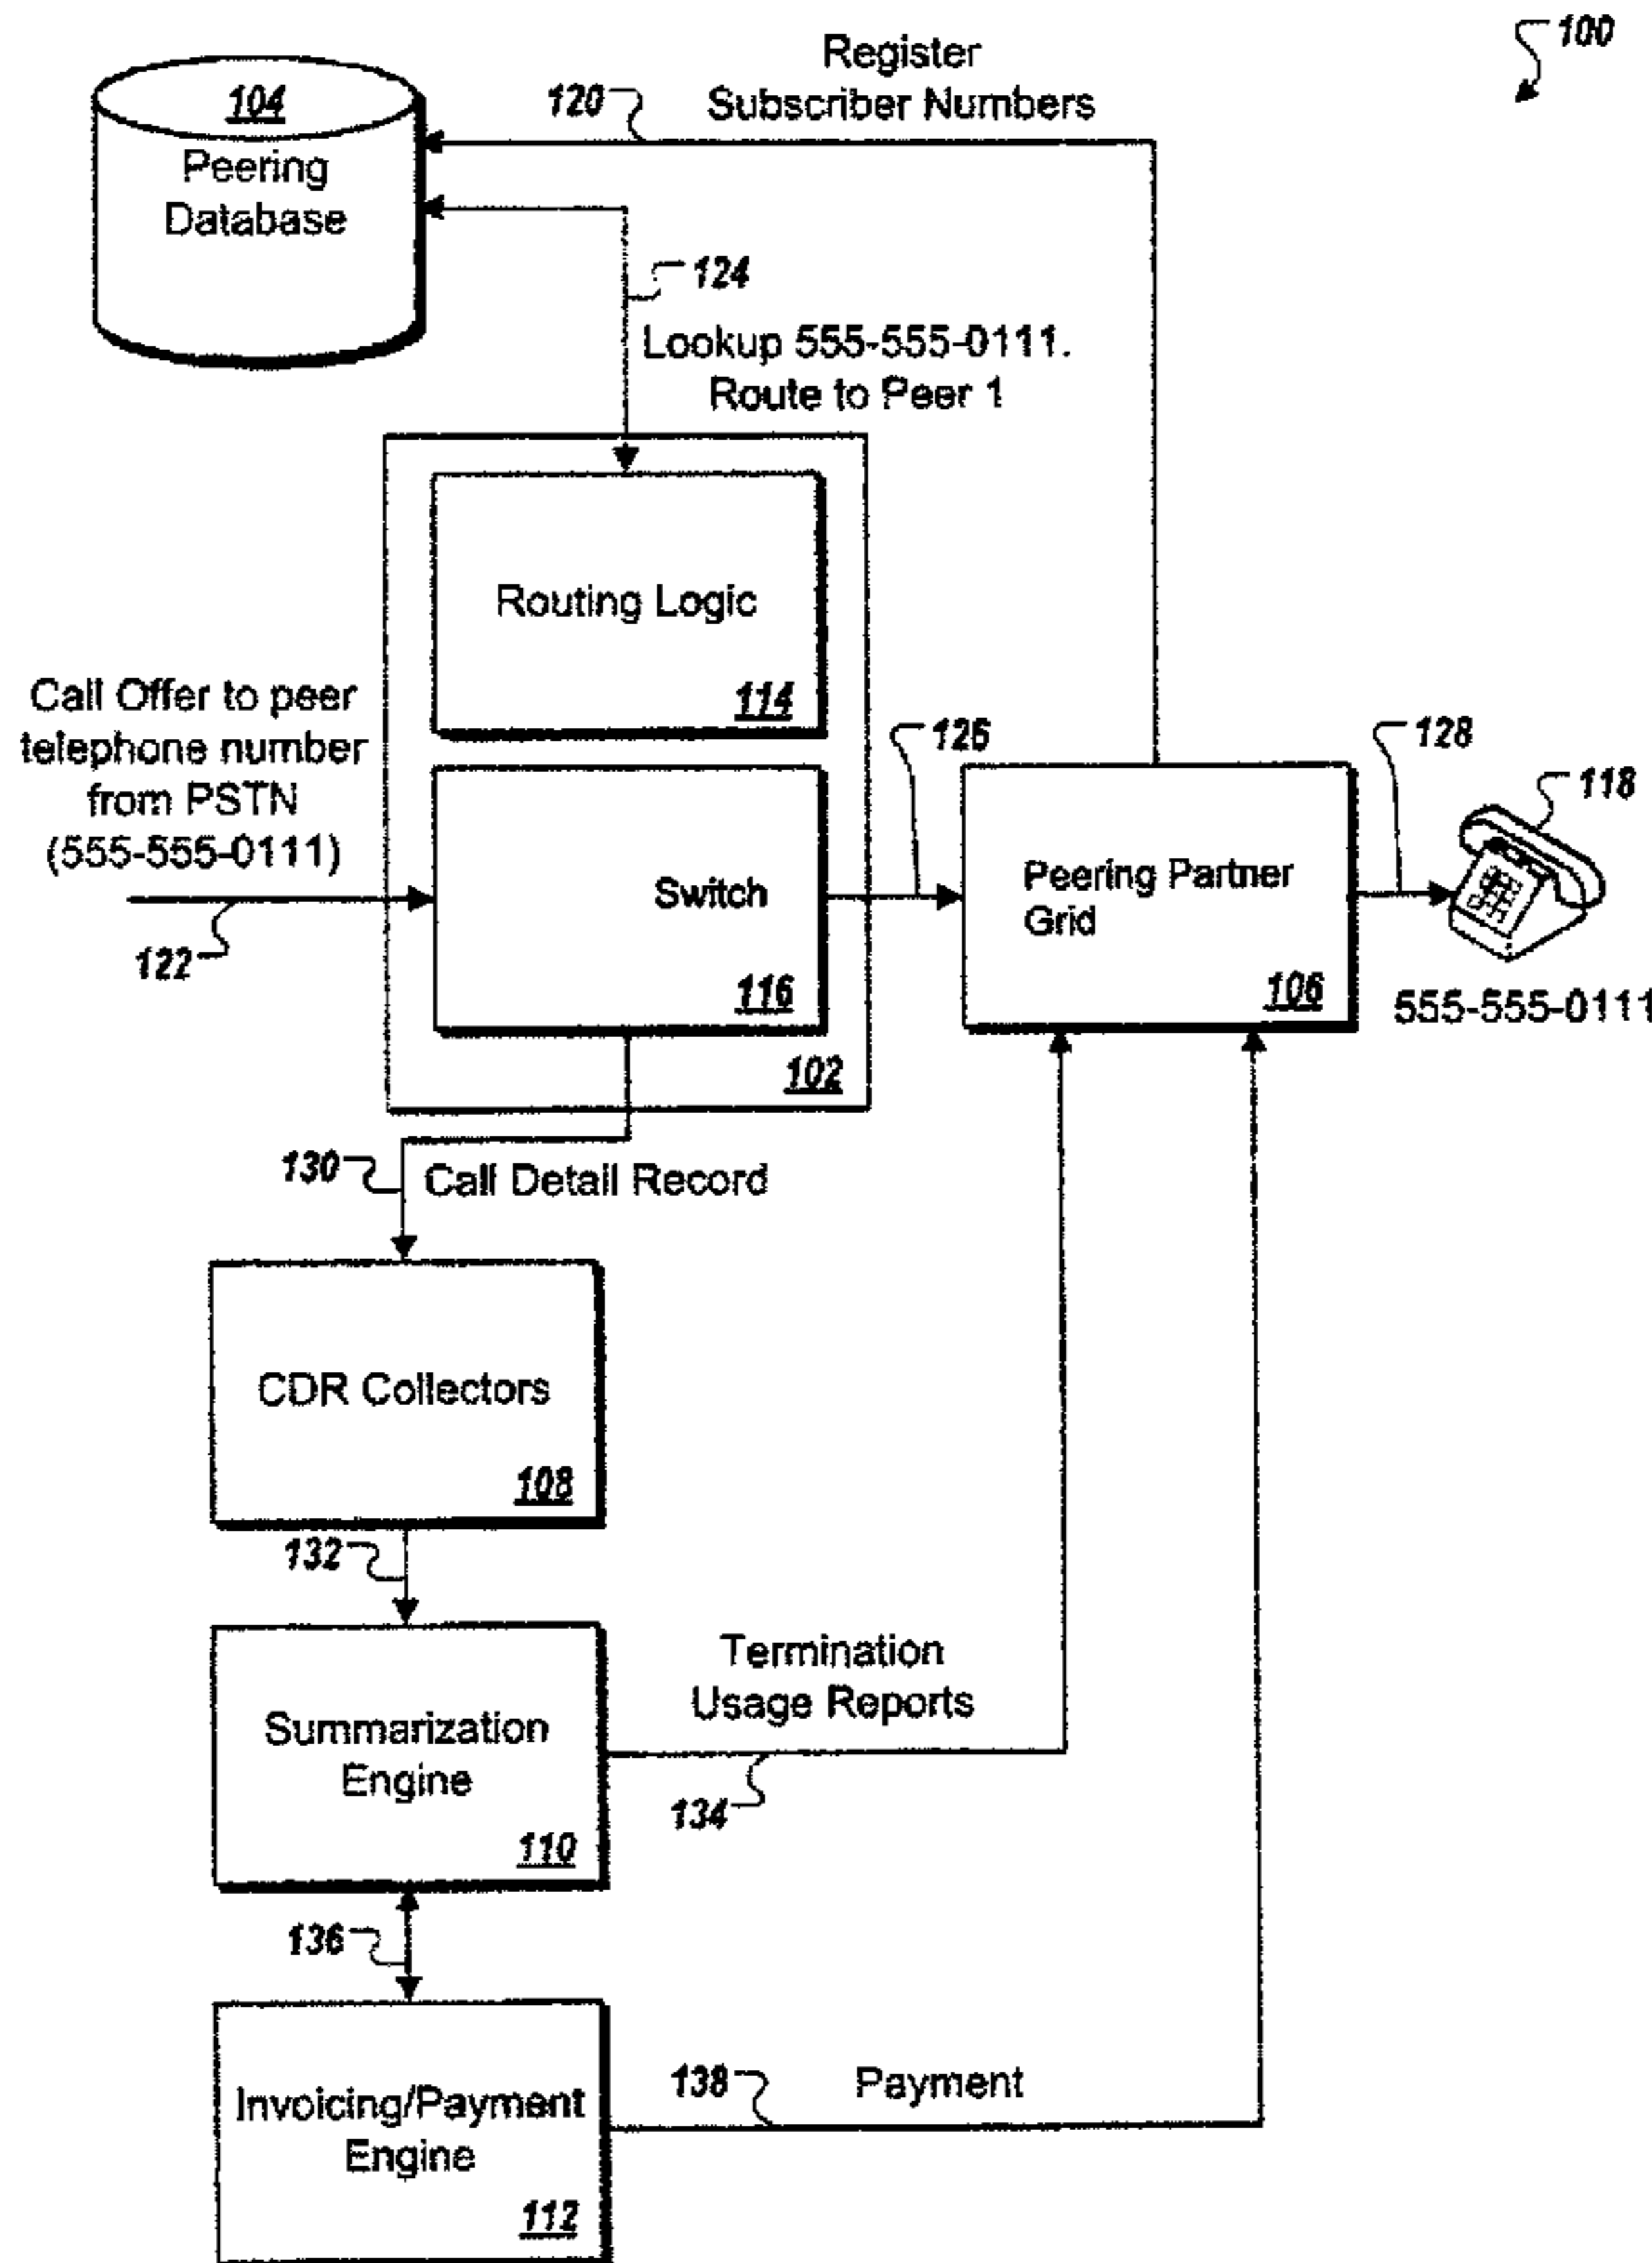 100
Register
Subscriber Numbers
120
104
Peering
Database
124
Lookup 555-555-0111.
Route to Peer 1
Routing Logic
114
Call Offer to peer
telephone number
from PSTN
(555-555-0111)
122
Switch
116
102
126
Peering Partner
Grid
106
128
118
555-555-0111
130
Call Detail Record
CDR Collectors
108
132
Summarization
Engine
110
Termination
Usage Reports
134
136
Invoicing/Payment
Engine
112
138
Payment